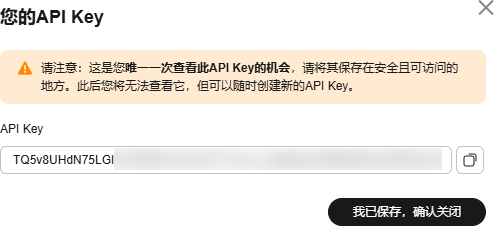 您的API Key
请注意：这是您唯一一次查看此API Key的机会，请将其保存在安全且可访问的
地方。此后您将无法查看它，但可以随时创建新的API Key。
API Key
TQ5v8UHdN75LG
我已保存，确认关闭